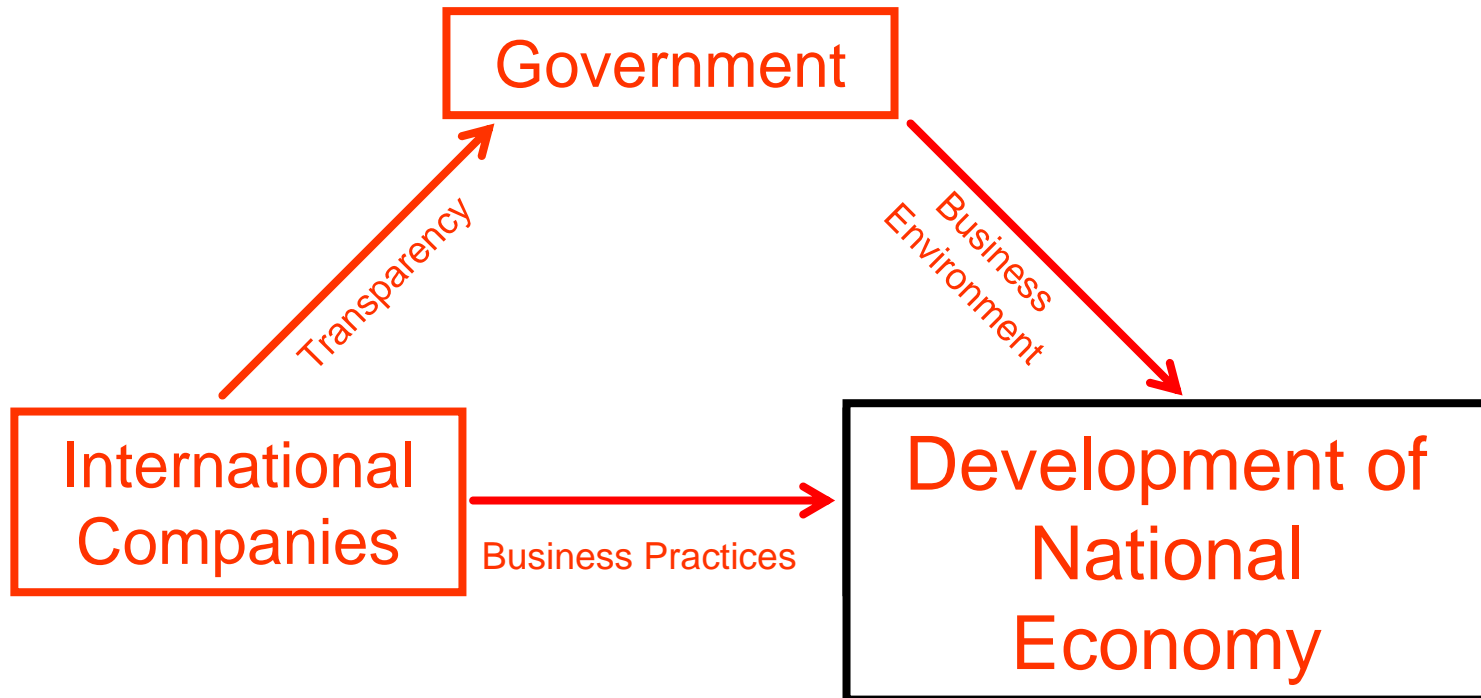 Government
Transparency
Business
Environment
International
Companies
Business Practices
Development of
National
Economy